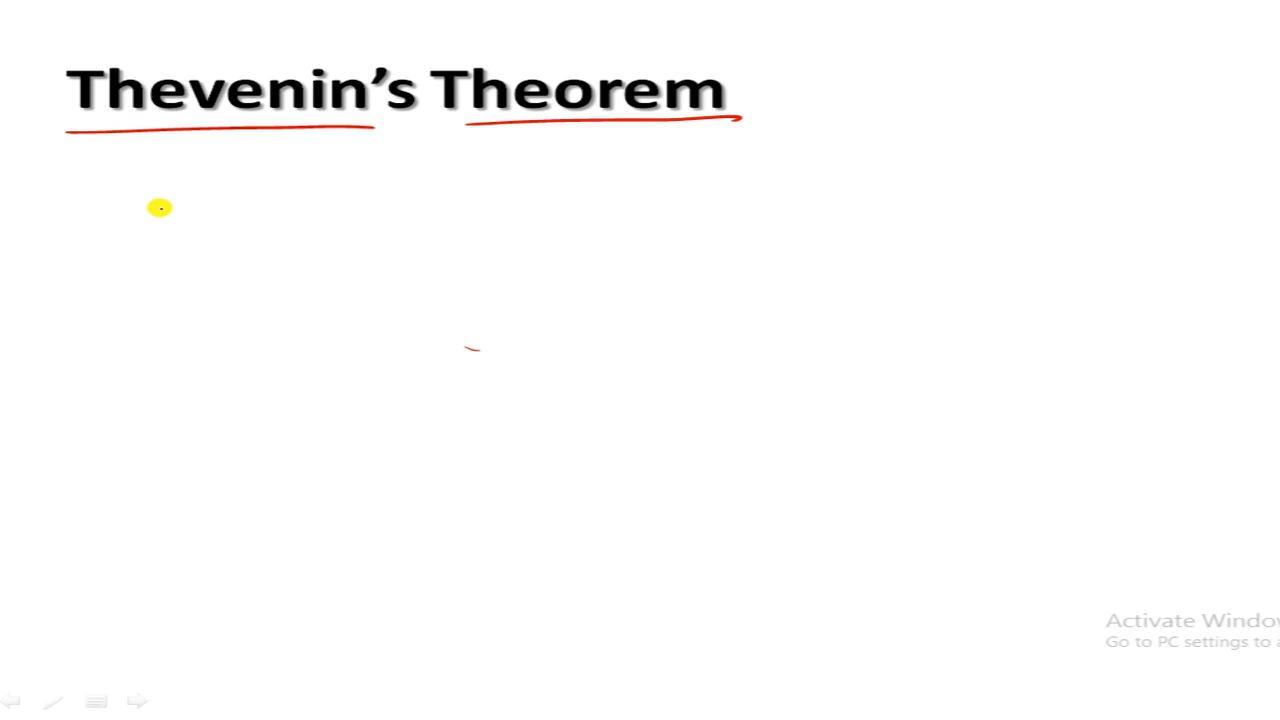 Thevenin’s Theorem
Activate Window
Go to PC settings to a